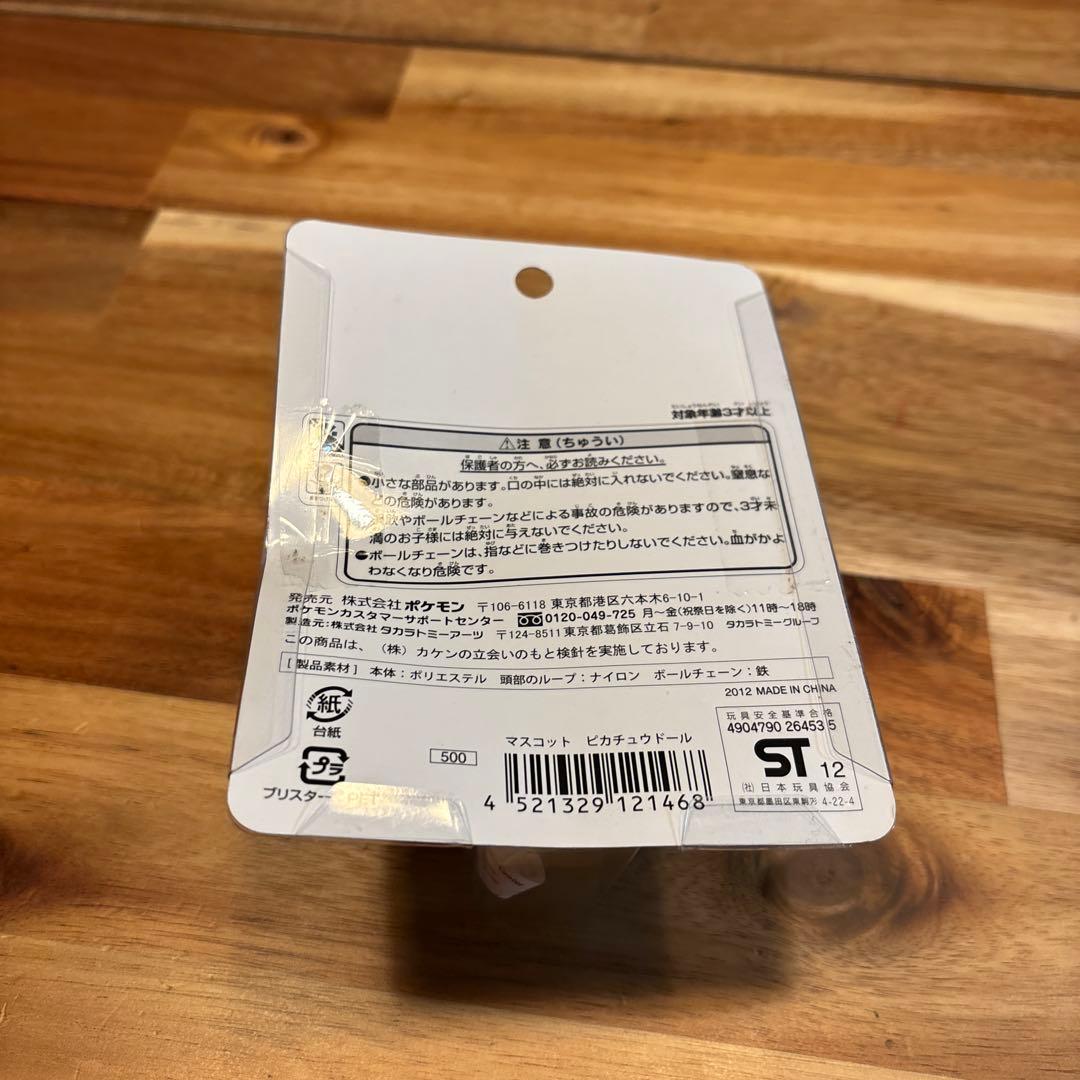 対象年齢3才以上
⚠注意(ちゅうい)
保護者の方へ、必ずお読みください。
●小さな部品があります。口の中には絶対に入れないでください。窒息な
どの危険があります。
や ボールチェーンなどによる事故の危険がありますので、3才未
満のお子様には絶対に与えないでください。
●ボールチェーンは、指などに巻きつけたりしないでください。血がかよ
わなくなり危険です。
発売元 株式会社ポケモン 〒106-6118 東京都港区六本木6-10-1
ポケモンカスタマーサポートセンター 0120-049-725 月〜金(祝祭日を除く)11時〜18時
製造元:株式会社 タカラトミーアーツ 〒124-8511東京都葛飾区立石7-9-10 タカラトミーグループ
この商品は、(株)カケンの立会いのもと検針を実施しております。
[製品素材] 本体:ポリエステル 頭部のループ:ナイロン ボールチェーン:鉄
2012 MADE IN CHINA
紙
台紙
プラ
ブリスター PET
500
マスコット ピカチュウドール
4 521329 121468
玩具安全基準合格
4904790 26453 5
ST 12
(社)日本玩具協会
東京都墨田区東駒形 4-22-4